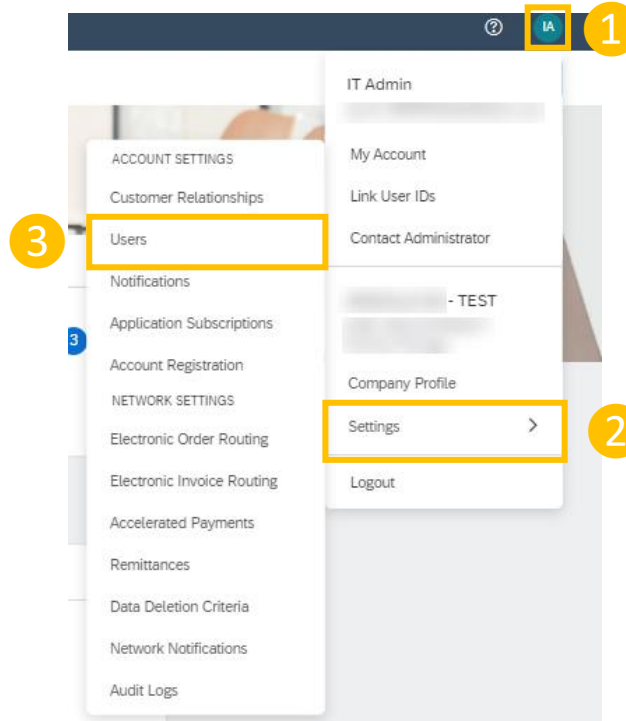 IA
1
IT Admin
My Account
Link User IDs
Contact Administrator
- TEST
Company Profile
Settings
2
Logout
ACCOUNT SETTINGS
Customer Relationships
3
Users
Notifications
Application Subscriptions
3
Account Registration
NETWORK SETTINGS
Electronic Order Routing
Electronic Invoice Routing
Accelerated Payments
Remittances
Data Deletion Criteria
Network Notifications
Audit Logs